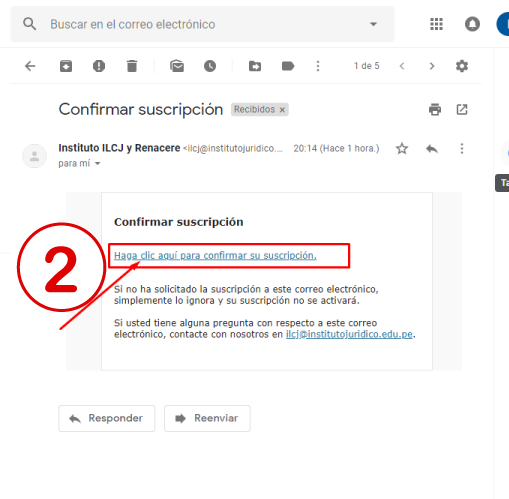 Buscar en el correo electrónico
1 de 5
Confirmar suscripción Recibidos x
Instituto ILCJ y Renacere <ilcj@institutojuridico.... 20:14 (Hace 1 hora.)
para mí
Confirmar suscripción
Haga clic aquí para confirmar su suscripción.
2
Si no ha solicitado la suscripción a este correo electrónico,
simplemente lo ignora y su suscripción no se activará.
Si usted tiene alguna pregunta con respecto a este correo
electrónico, contacte con nosotros en ilcj@institutojuridico.edu.pe.
Responder
Reenviar
Ta